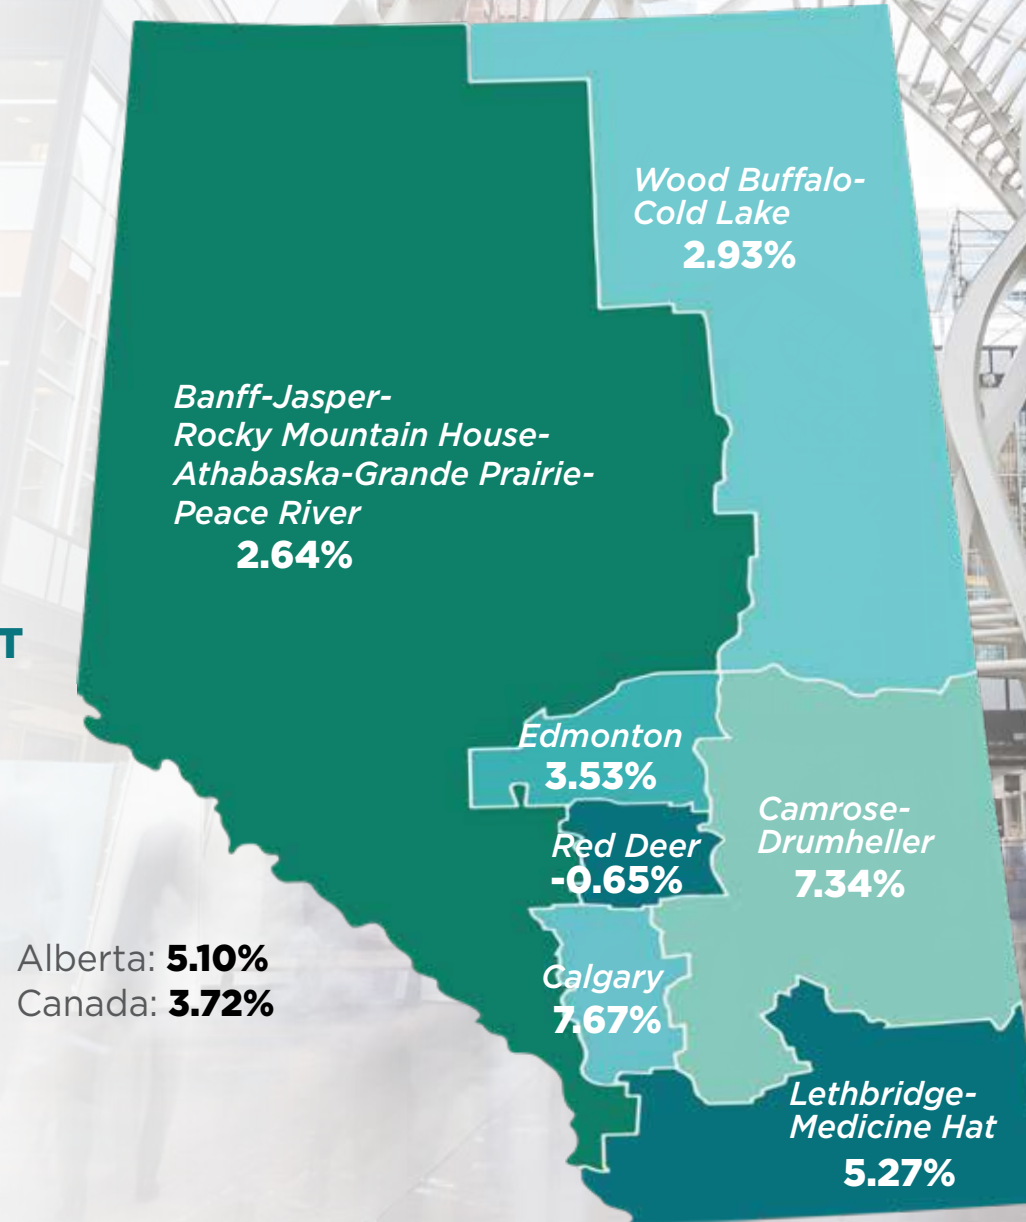 Wood Buffalo-
Cold Lake
2.93%
Banff-Jasper-
Rocky Mountain House-
Athabaska-Grande Prairie-
Peace River
2.64%
T
Edmonton
3.53%
Camrose-
Drumheller
7.34%
Red Deer
-0.65%
Alberta: 5.10%
Canada: 3.72%
Calgary
7.67%
Lethbridge-
Medicine Hat
5.27%